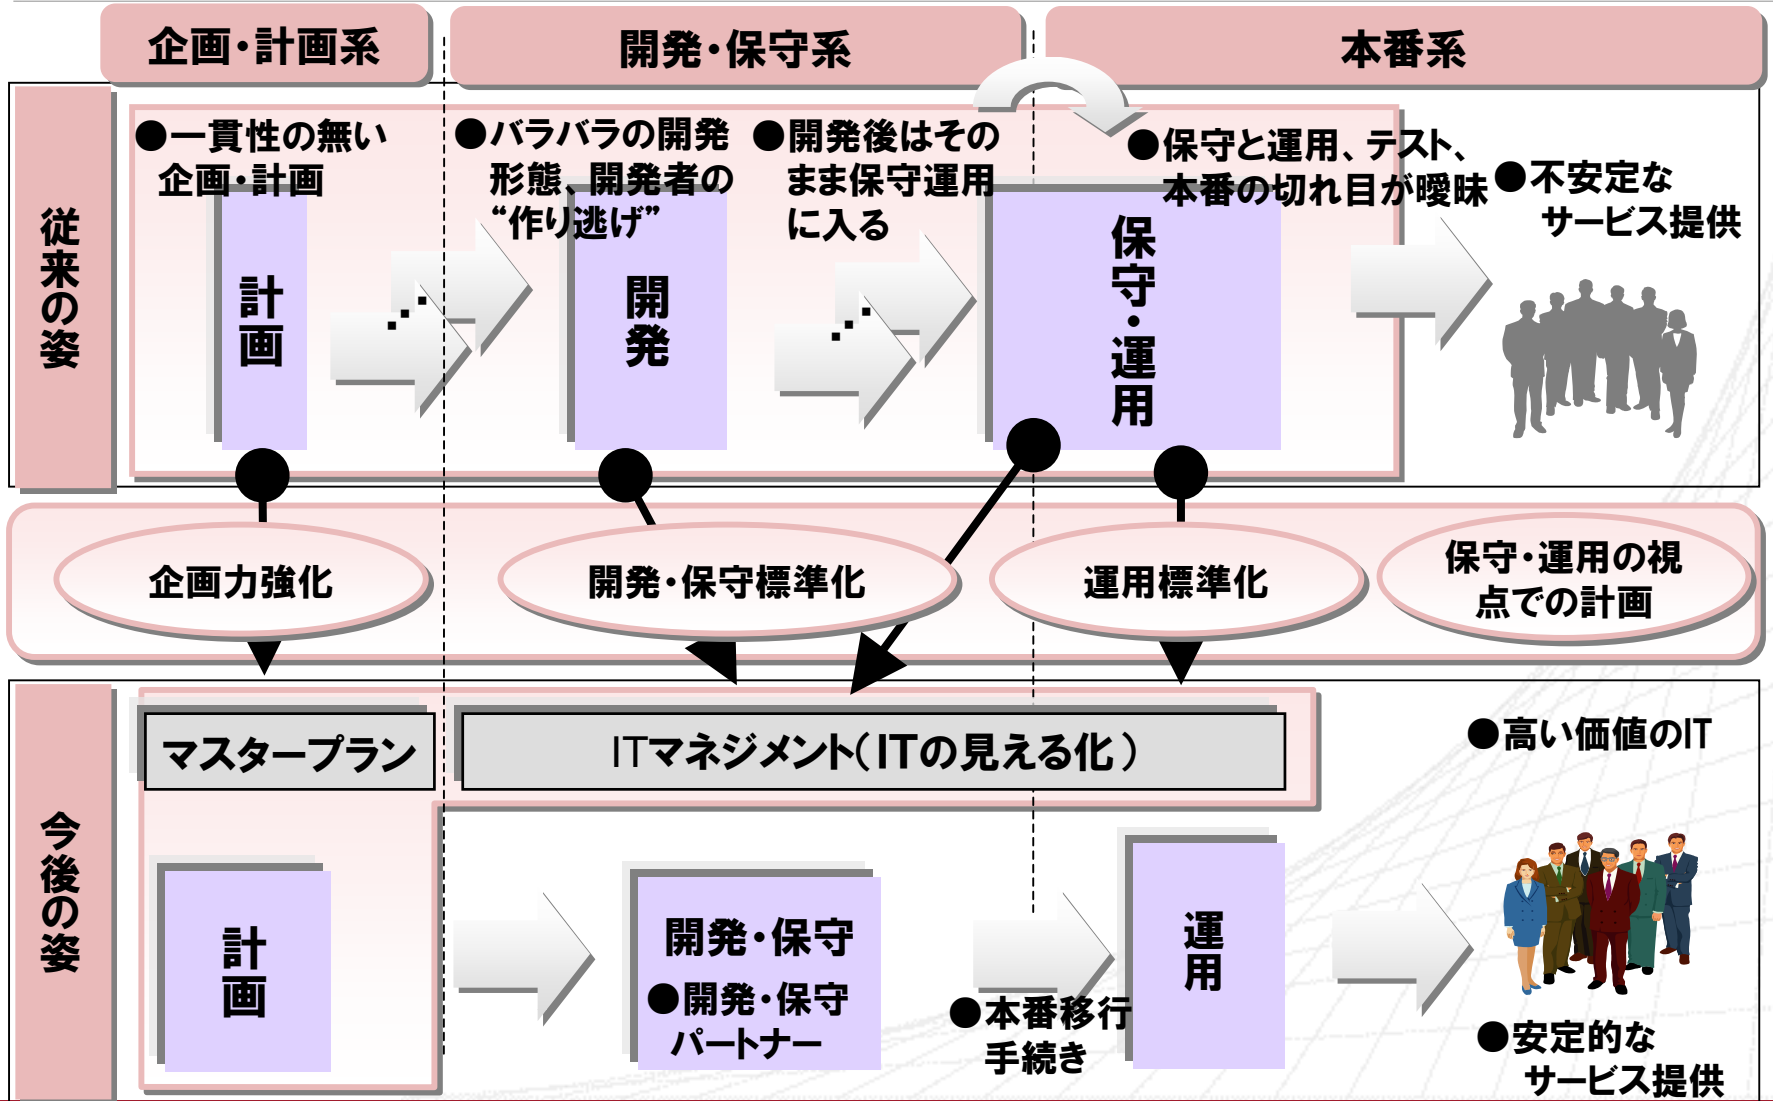 企画・計画系
開発・保守系
本番系
従来の姿
●一貫性の無い
企画・計画
●バラバラの開発
形態、開発者の
“作り逃げ”
●開発後はその
まま保守運用
に入る
●保守と運用、テスト、
本番の切れ目が曖昧
●不安定な
サービス提供
計画
開発
保守・運用
企画力強化
開発・保守標準化
運用標準化
保守・運用の視
点での計画
今後の姿
マスタープラン
ITマネジメント（ITの見える化）
●高い価値のIT
計画
開発・保守
●開発・保守
パートナー
●本番移行
手続き
運用
●安定的な
サービス提供